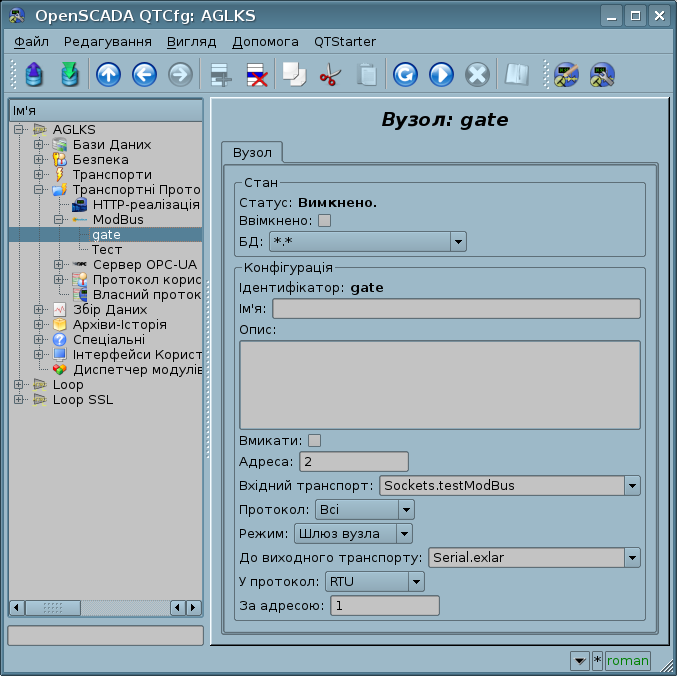 OpenSCADA QTCfg: AGLKS
Файл Редагування Вигляд Допомога QTStarter
Ім'я
AGLKS
Бази Даних
Безпека
Транспорти
Транспортні Прото
HTTP-реалізація
ModBus
gate
Тест
Сервер OPC-UA
Протокол корис
Власний проток
Збір Даних
Архіви-Історія
Спеціальні
Інтерфейси Корист
Диспетчер модулів
Loop
Loop SSL
Вузол: gate
Вузол
Стан
Статус: Вимкнено.
Ввімкнено:
БД: *.*
Конфігурація
Ідентифікатор: gate
Ім'я:
Опис:
Вмикати:
Адреса: 2
Вхідний транспорт: Sockets.testModBus
Протокол: Всі
Режим: Шлюз вузла
До виходного транспорту: Serial.exlar
У протокол: RTU
За адресою: 1
* roman